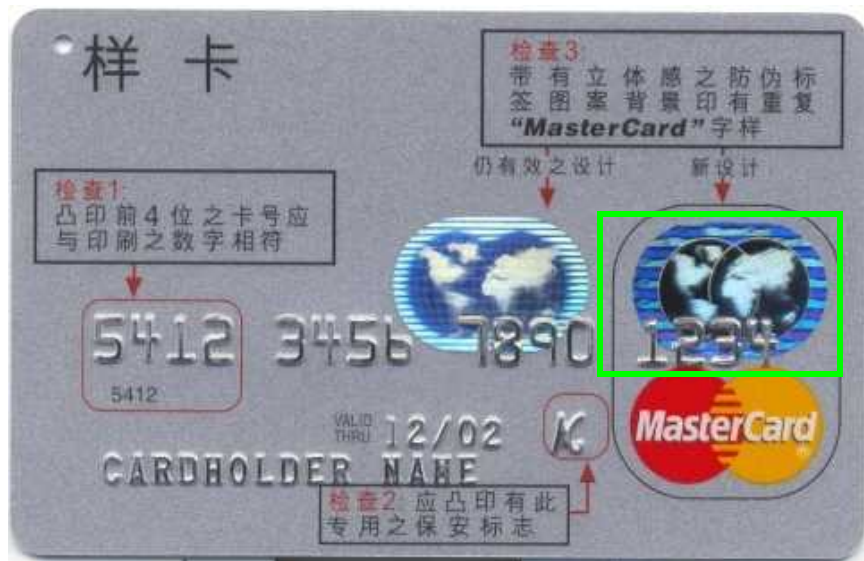 样 卡
检查3:
带有立体感之防伪标
签图案背景印有重复
“MasterCard”字样
仍有效之设计
新设计
检查1:
凸印前4位之卡号应
与印刷之数字相符
5412 3456 7890 1234
5412
VALID
THRU 12/02
MasterCard
CARDHOLDER NAME
检查2: 应凸印有此
专用之保安标志